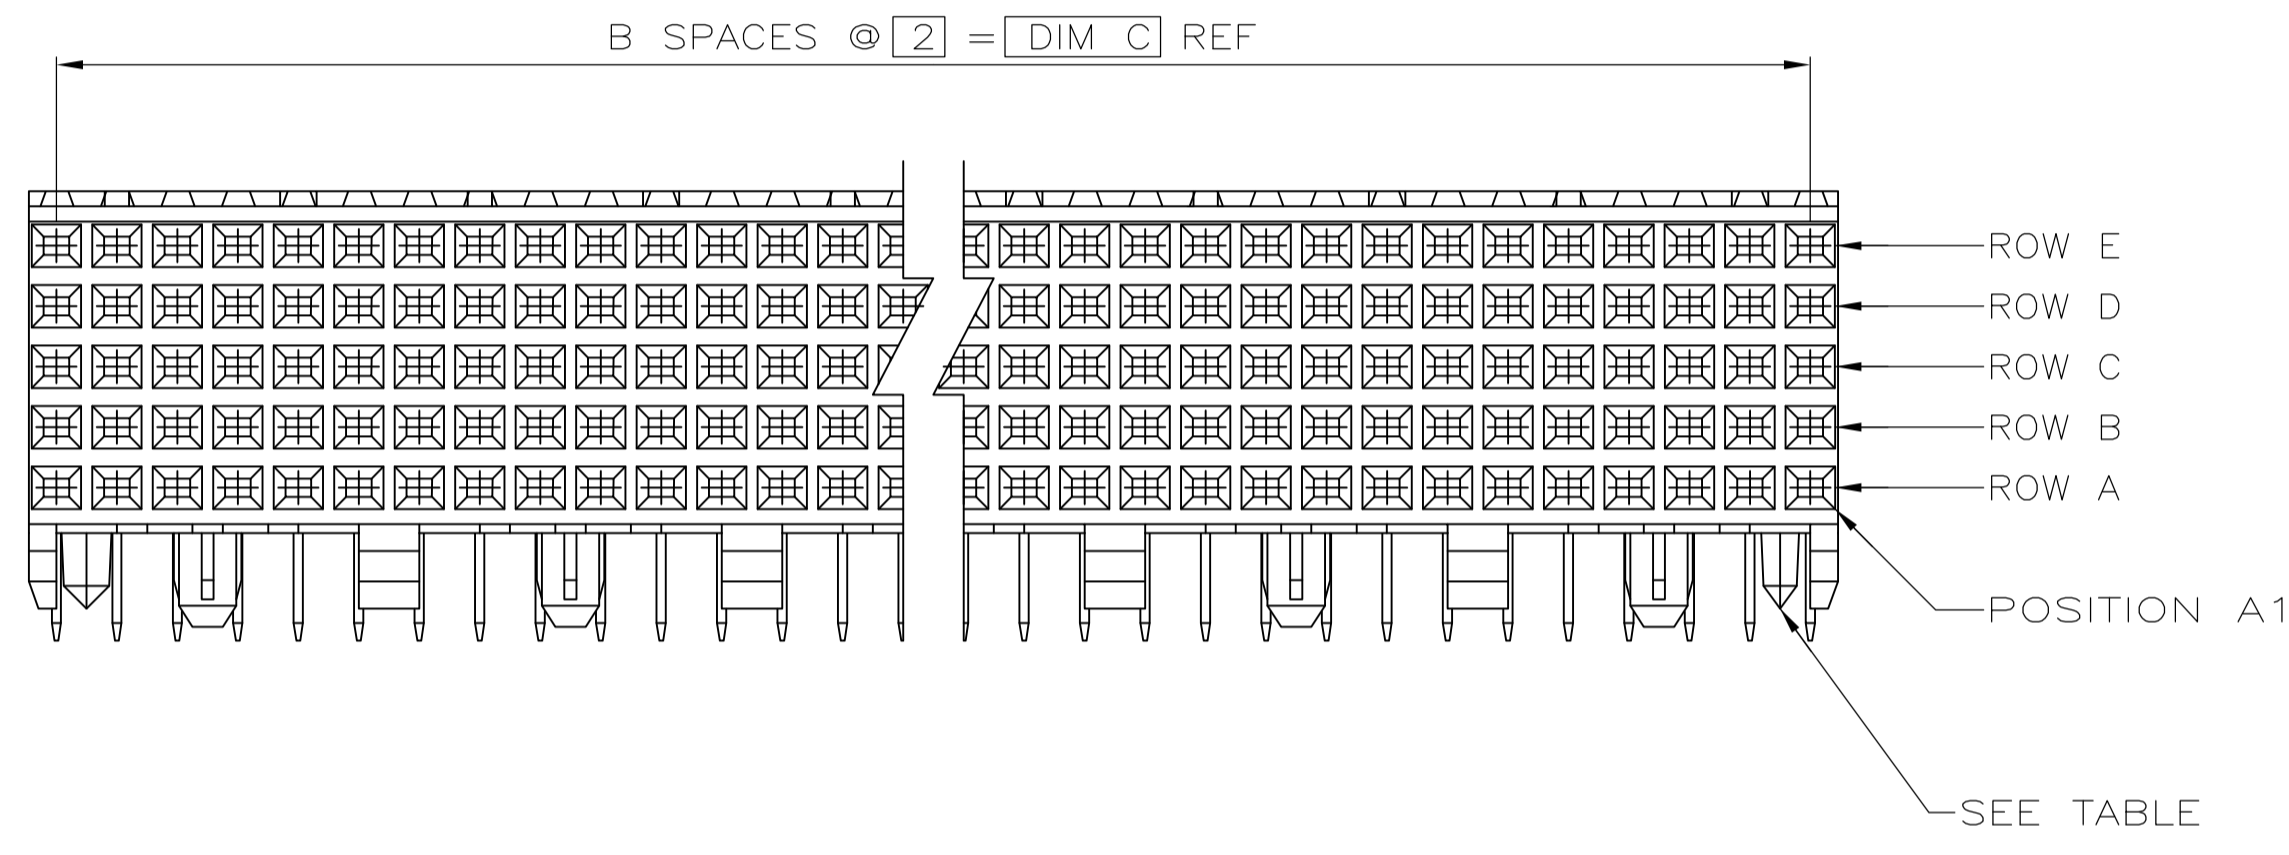 B SPACES @ 2 = DIM C REF
ROW E
ROW D
ROW C
ROW B
ROW A
POSITION A1
SEE TABLE